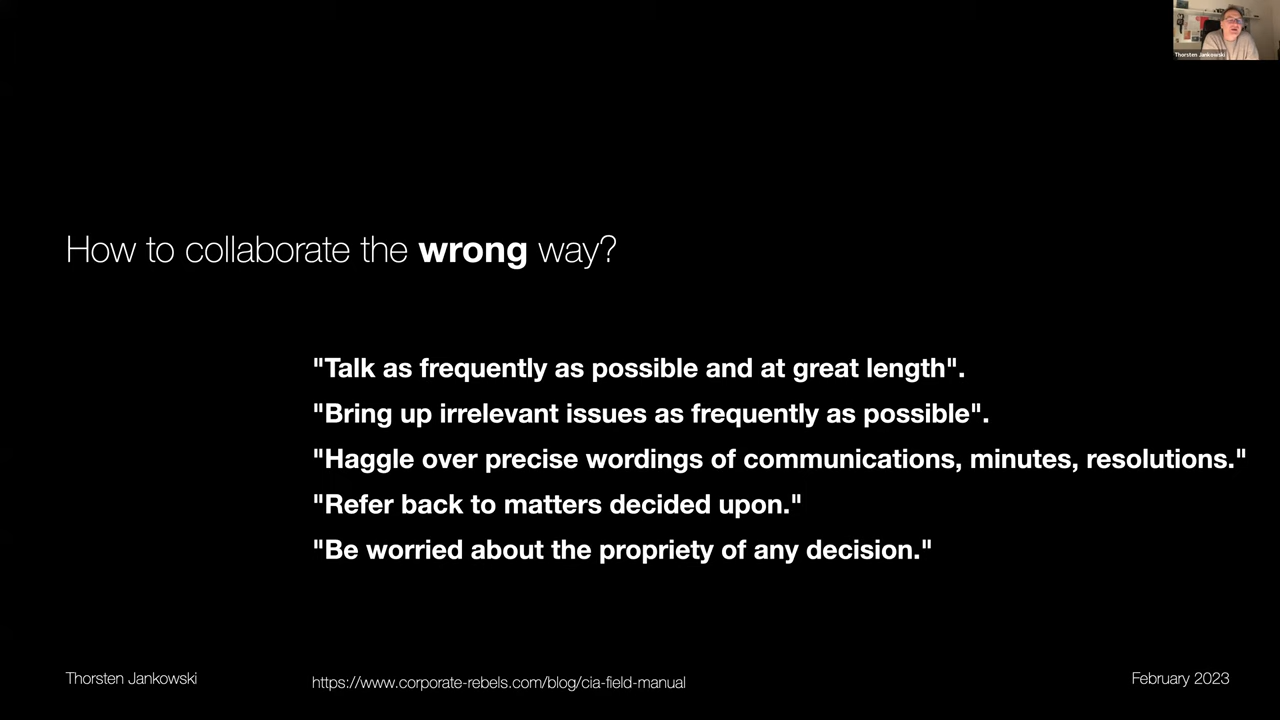 Thorsten Jankowski
How to collaborate the wrong way?
"Talk as frequently as possible and at great length".
"Bring up irrelevant issues as frequently as possible".
"Haggle over precise wordings of communications, minutes, resolutions."
"Refer back to matters decided upon."
"Be worried about the propriety of any decision."
Thorsten Jankowski
https://www.corporate-rebels.com/blog/cia-field-manual
February 2023